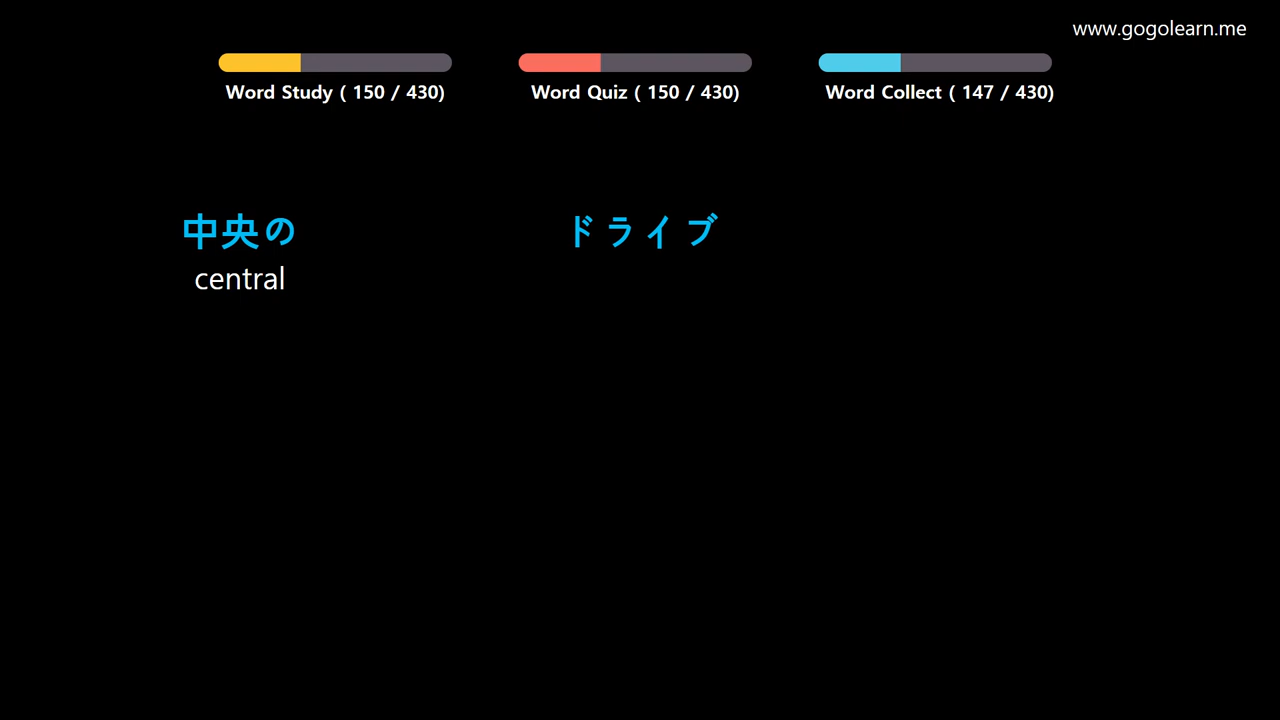 www.gogolearn.me
Word Study ( 150 / 430)
Word Quiz ( 150 / 430)
Word Collect ( 147 / 430)
中央の
central
ドライブ